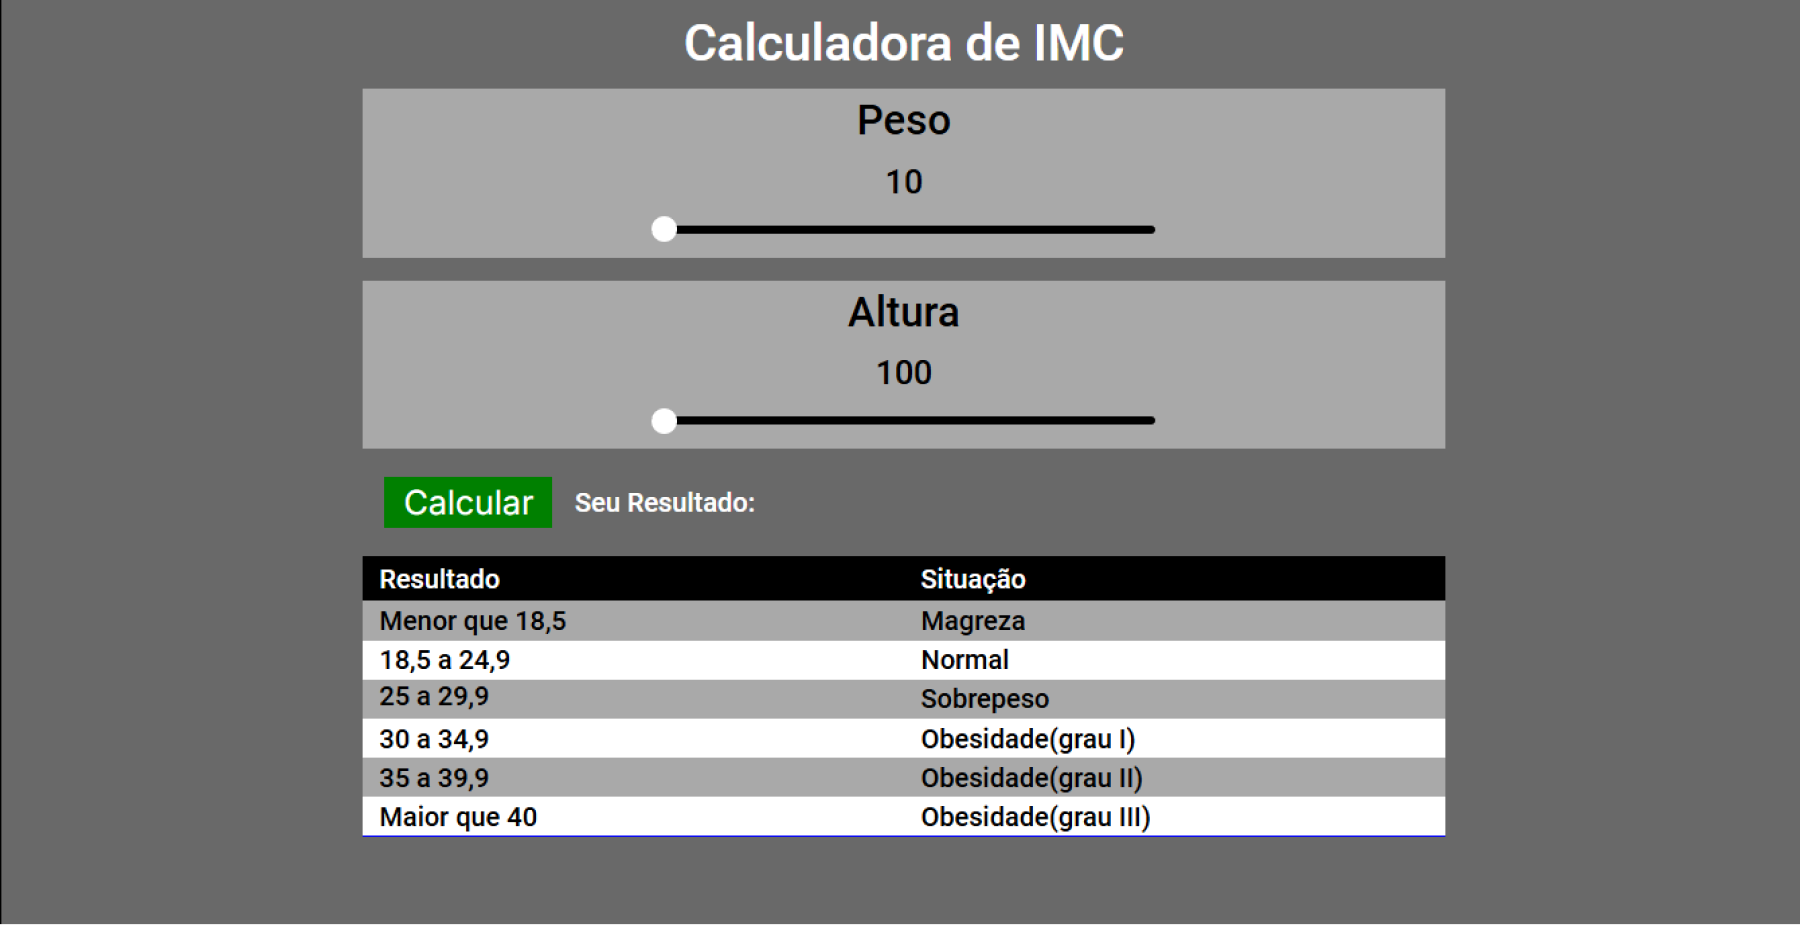 Calculadora de IMC
Peso
10
Altura
100
Calcular Seu Resultado:
Resultado Situação
Menor que 18,5 Magreza
18,5 a 24,9 Normal
25 a 29,9 Sobrepeso
30 a 34,9 Obesidade(grau I)
35 a 39,9 Obesidade(grau II)
Maior que 40 Obesidade(grau III)